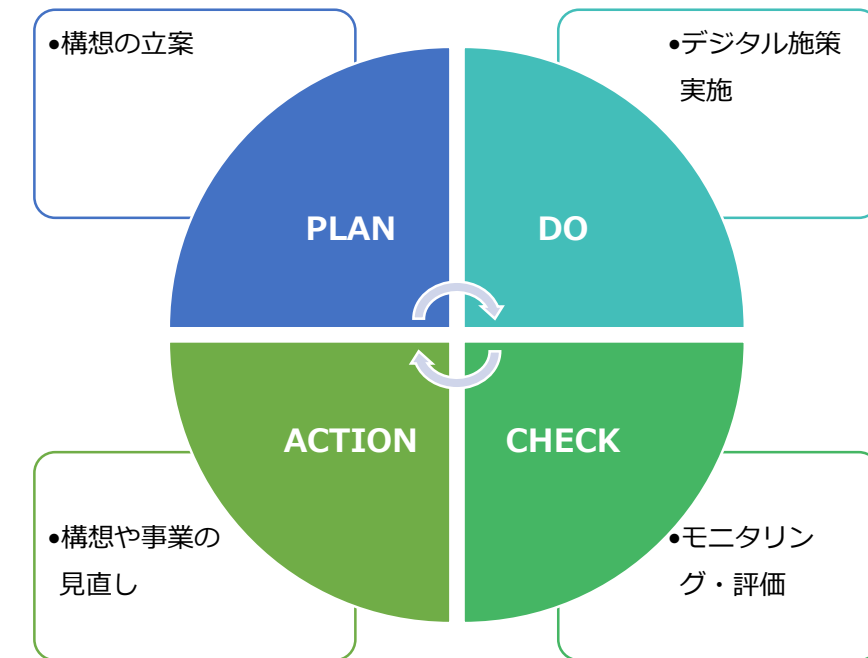 •構想の立案
•デジタル施策
実施
PLAN
DO
ACTION
CHECK
•構想や事業の
見直し
•モニタリン
グ・評価